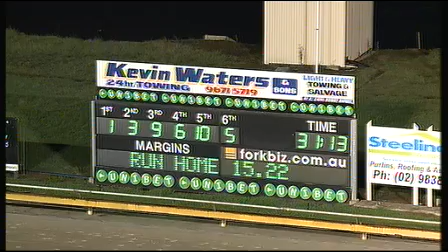 Kevin Waters & SONS LIGHT & HEAVY
24hr TOWING 9671 5719 TOWING & SALVAGE
UNIBET UNIBET UNIBET UNIBET UNIBET
1ST 2ND 3RD 4TH 5TH 6TH TIME
1 3 9 6 10 5 31:13
MARGINS forkbiz.com.au
RUN HOME 15.22
UNIBET UNIBET UNIBET UNIBET
Steeline
Purlins, Roofing &
Ph: (02) 983